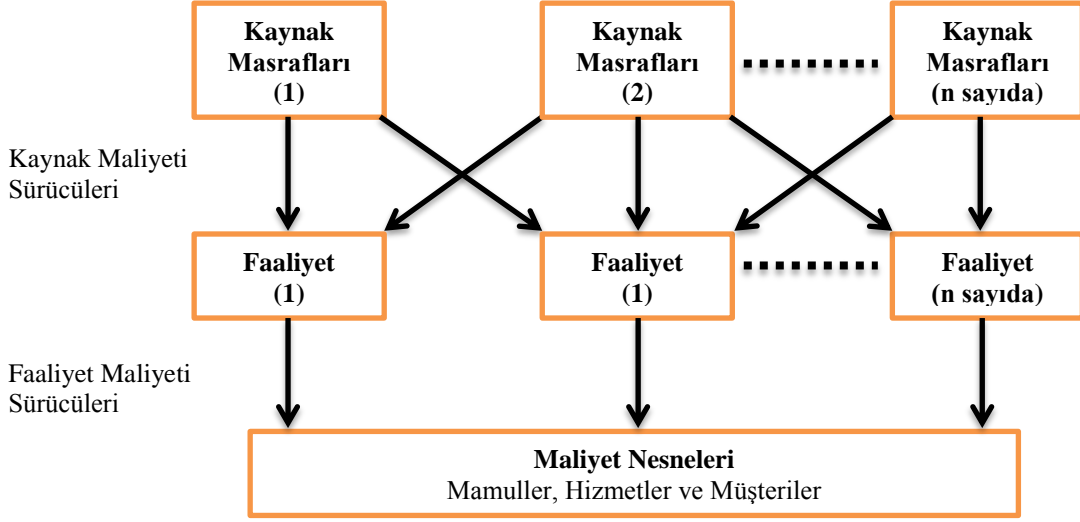 Kaynak
Masrafları
(1)
Kaynak
Masrafları
(2)
Kaynak
Masrafları
(n sayıda)
Kaynak Maliyeti
Sürücüleri
Faaliyet
(1)
Faaliyet
(1)
Faaliyet
(n sayıda)
Faaliyet Maliyeti
Sürücüleri
Maliyet Nesneleri
Mamuller, Hizmetler ve Müşteriler